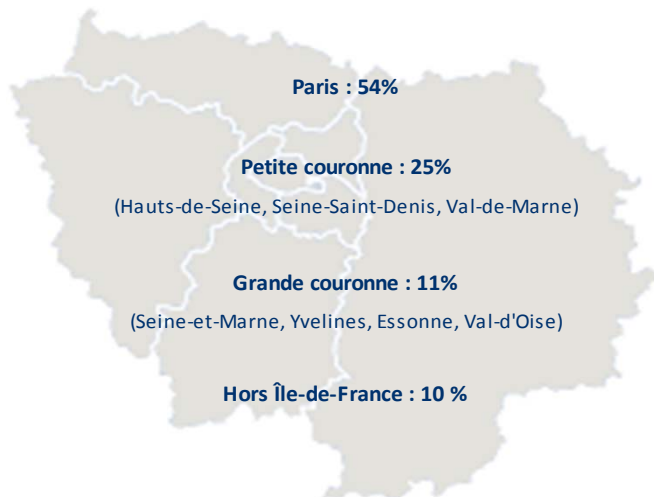 Paris : 54%
Petite couronne : 25%
(Hauts-de-Seine, Seine-Saint-Denis, Val-de-Marne)
Grande couronne : 11%
(Seine-et-Marne, Yvelines, Essonne, Val-d'Oise)
Hors Île-de-France : 10 %